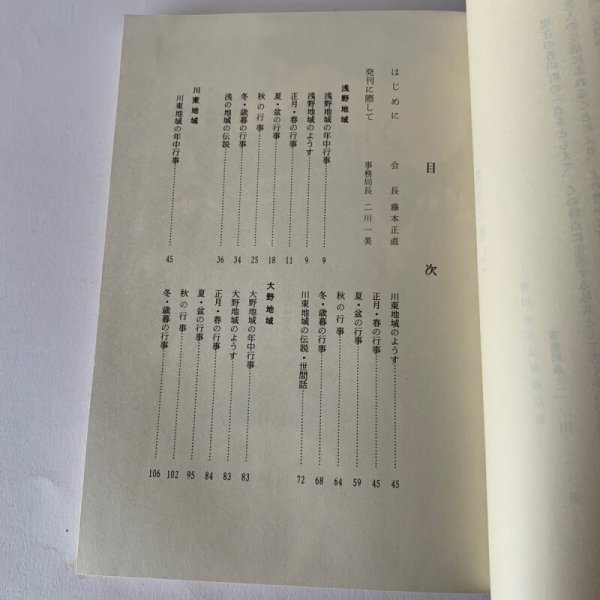 目次
はじめに 会長 藤本正直
発刊に際して 事務局長 二川一美
浅野地域
浅野地域の年中行事 9
浅野地域のようす 9
正月・春の行事 11
夏・盆の行事 18
秋の行事 25
冬・歳暮の行事 34
浅の地域の伝説 36
川東地域
川東地域の年中行事 45
川東地域のようす 45
正月・春の行事 45
夏・盆の行事 59
秋の行事 64
冬・歳暮の行事 68
川東地域の伝説・世間話 72
大野地域
大野地域の年中行事 83
大野地域のようす 83
正月・春の行事 84
夏・盆の行事 95
秋の行事 102
冬・歳暮の行事 106